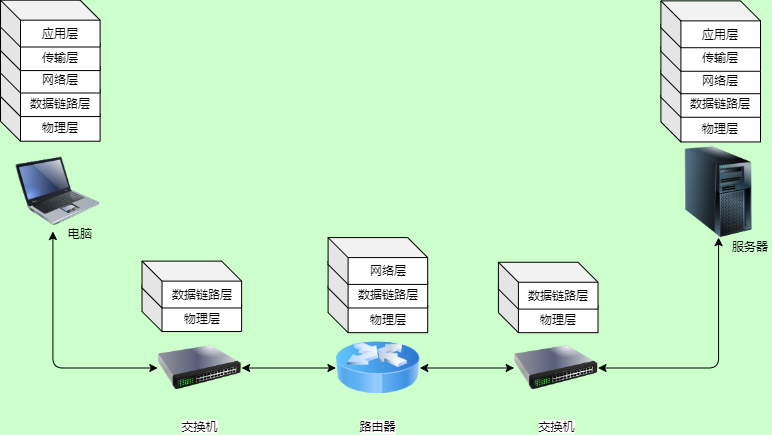 应用层
传输层
网络层
数据链路层
物理层
电脑
应用层
传输层
网络层
数据链路层
物理层
服务器
数据链路层
物理层
交换机
网络层
数据链路层
物理层
路由器
数据链路层
物理层
交换机